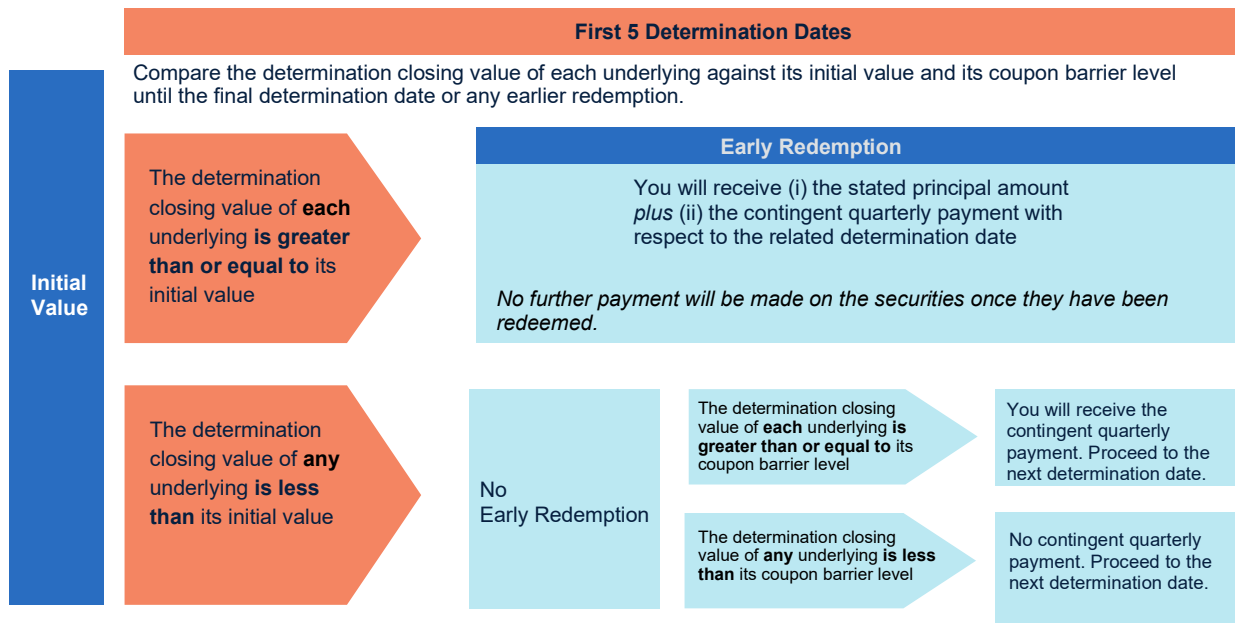 First 5 Determination Dates
Compare the determination closing value of each underlying against its initial value and its coupon barrier level
until the final determination date or any earlier redemption.
Initial
Value
The determination
closing value of each
underlying is greater
than or equal to its
initial value
Early Redemption
You will receive (i) the stated principal amount
plus (ii) the contingent quarterly payment with
respect to the related determination date
No further payment will be made on the securities once they have been
redeemed.
The determination
closing value of any
underlying is less
than its initial value
No
Early Redemption
The determination closing
value of each underlying is
greater than or equal to its
coupon barrier level
You will receive the
contingent quarterly
payment. Proceed to the
next determination date.
The determination closing
value of any underlying is less
than its coupon barrier level
No contingent quarterly
payment. Proceed to the
next determination date.